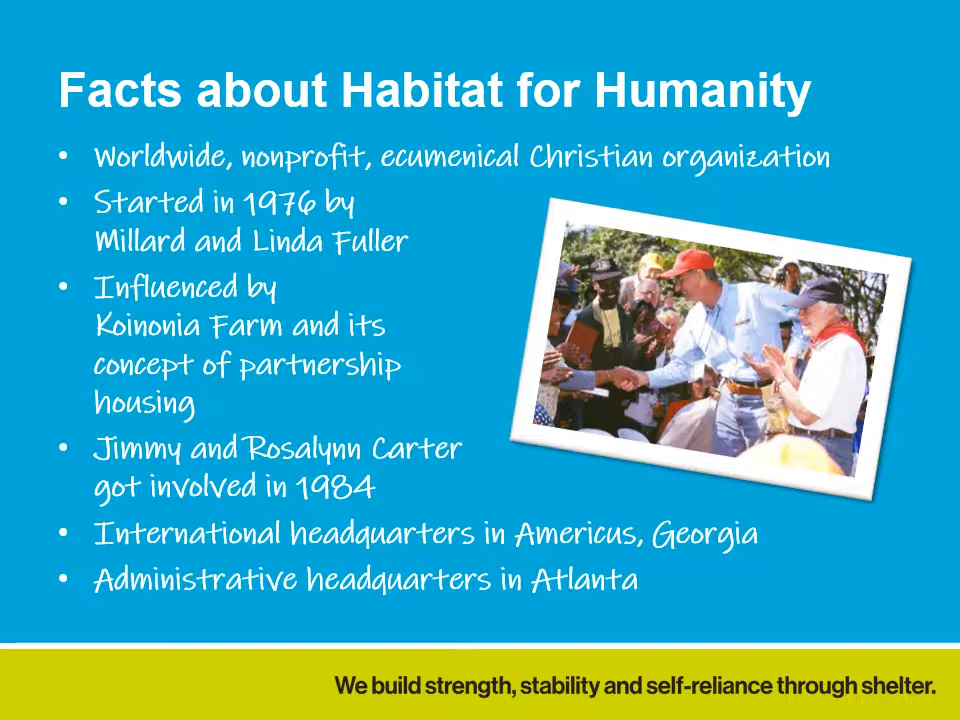 Facts about Habitat for Humanity
• Worldwide, nonprofit, ecumenical Christian organization
• Started in 1976 by
Millard and Linda Fuller
• Influenced by
Koinonia Farm and its
concept of partnership
housing
• Jimmy and Rosalynn Carter
got involved in 1984
• International headquarters in Americus, Georgia
• Administrative headquarters in Atlanta
We build strength, stability and self-reliance through shelter.